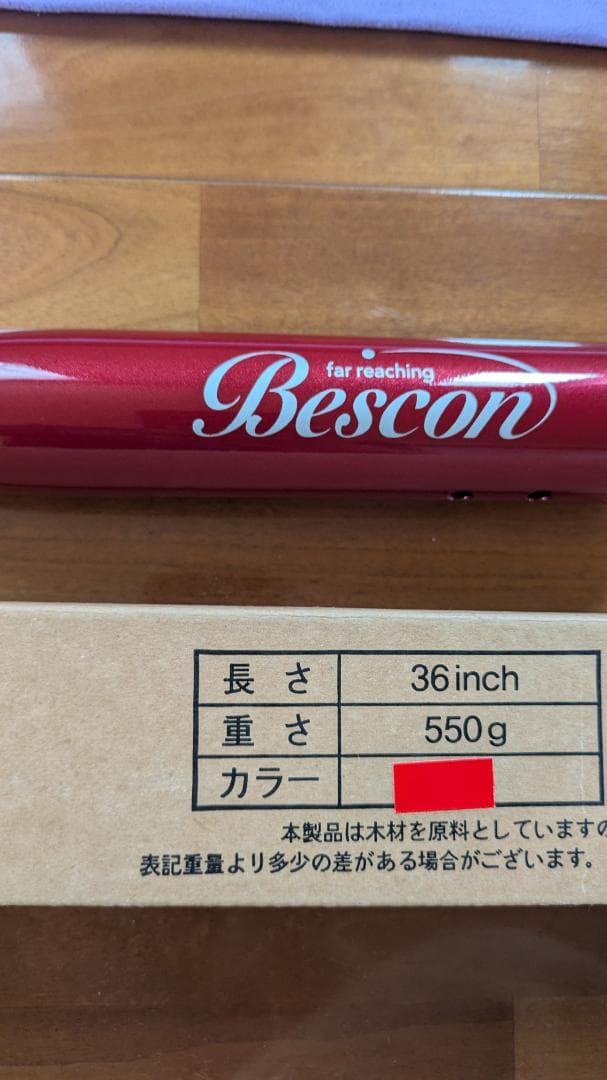 far reaching
Bescon
長さ 36inch
重さ 550g
カラー
本製品は木材を原料としています
表記重量より多少の差がある場合がございます。